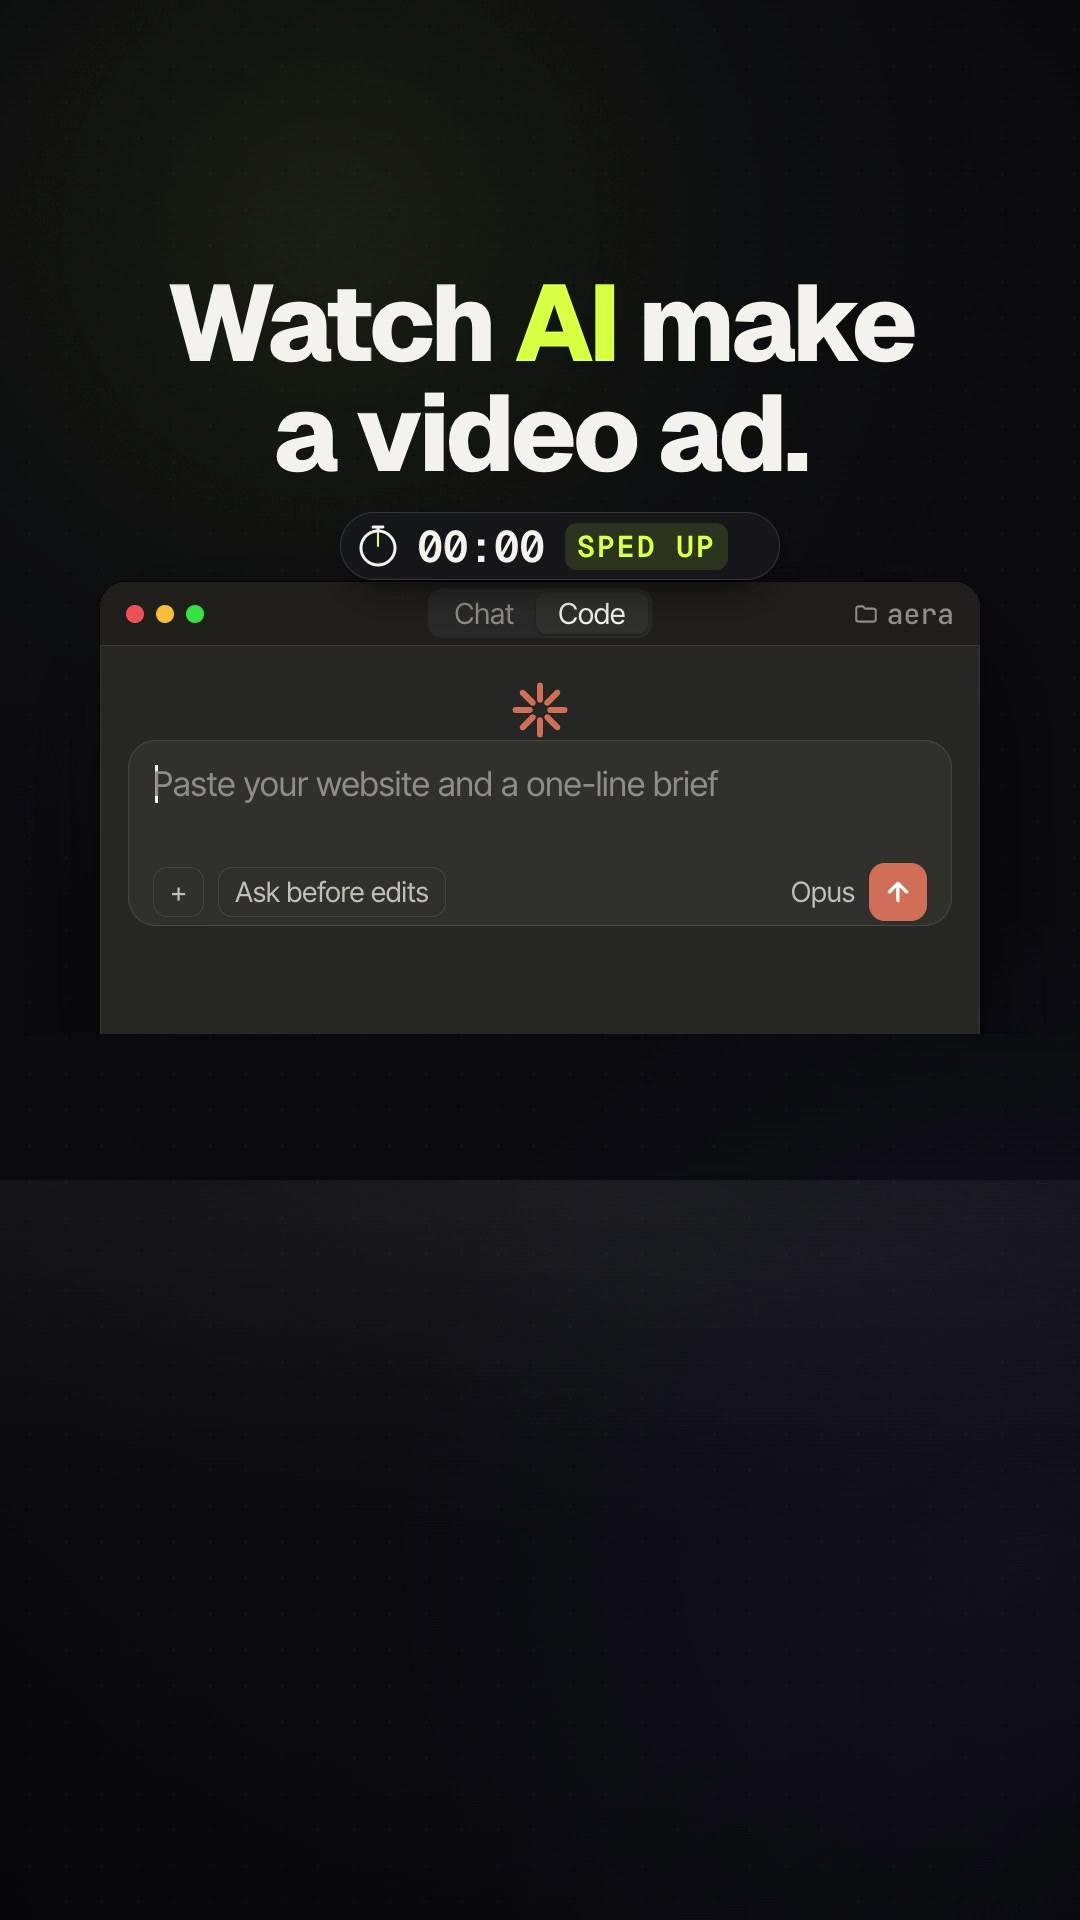 Watch AI make
a video ad.
00:00 SPED UP
Chat Code aera
Paste your website and a one-line brief
+ Ask before edits Opus